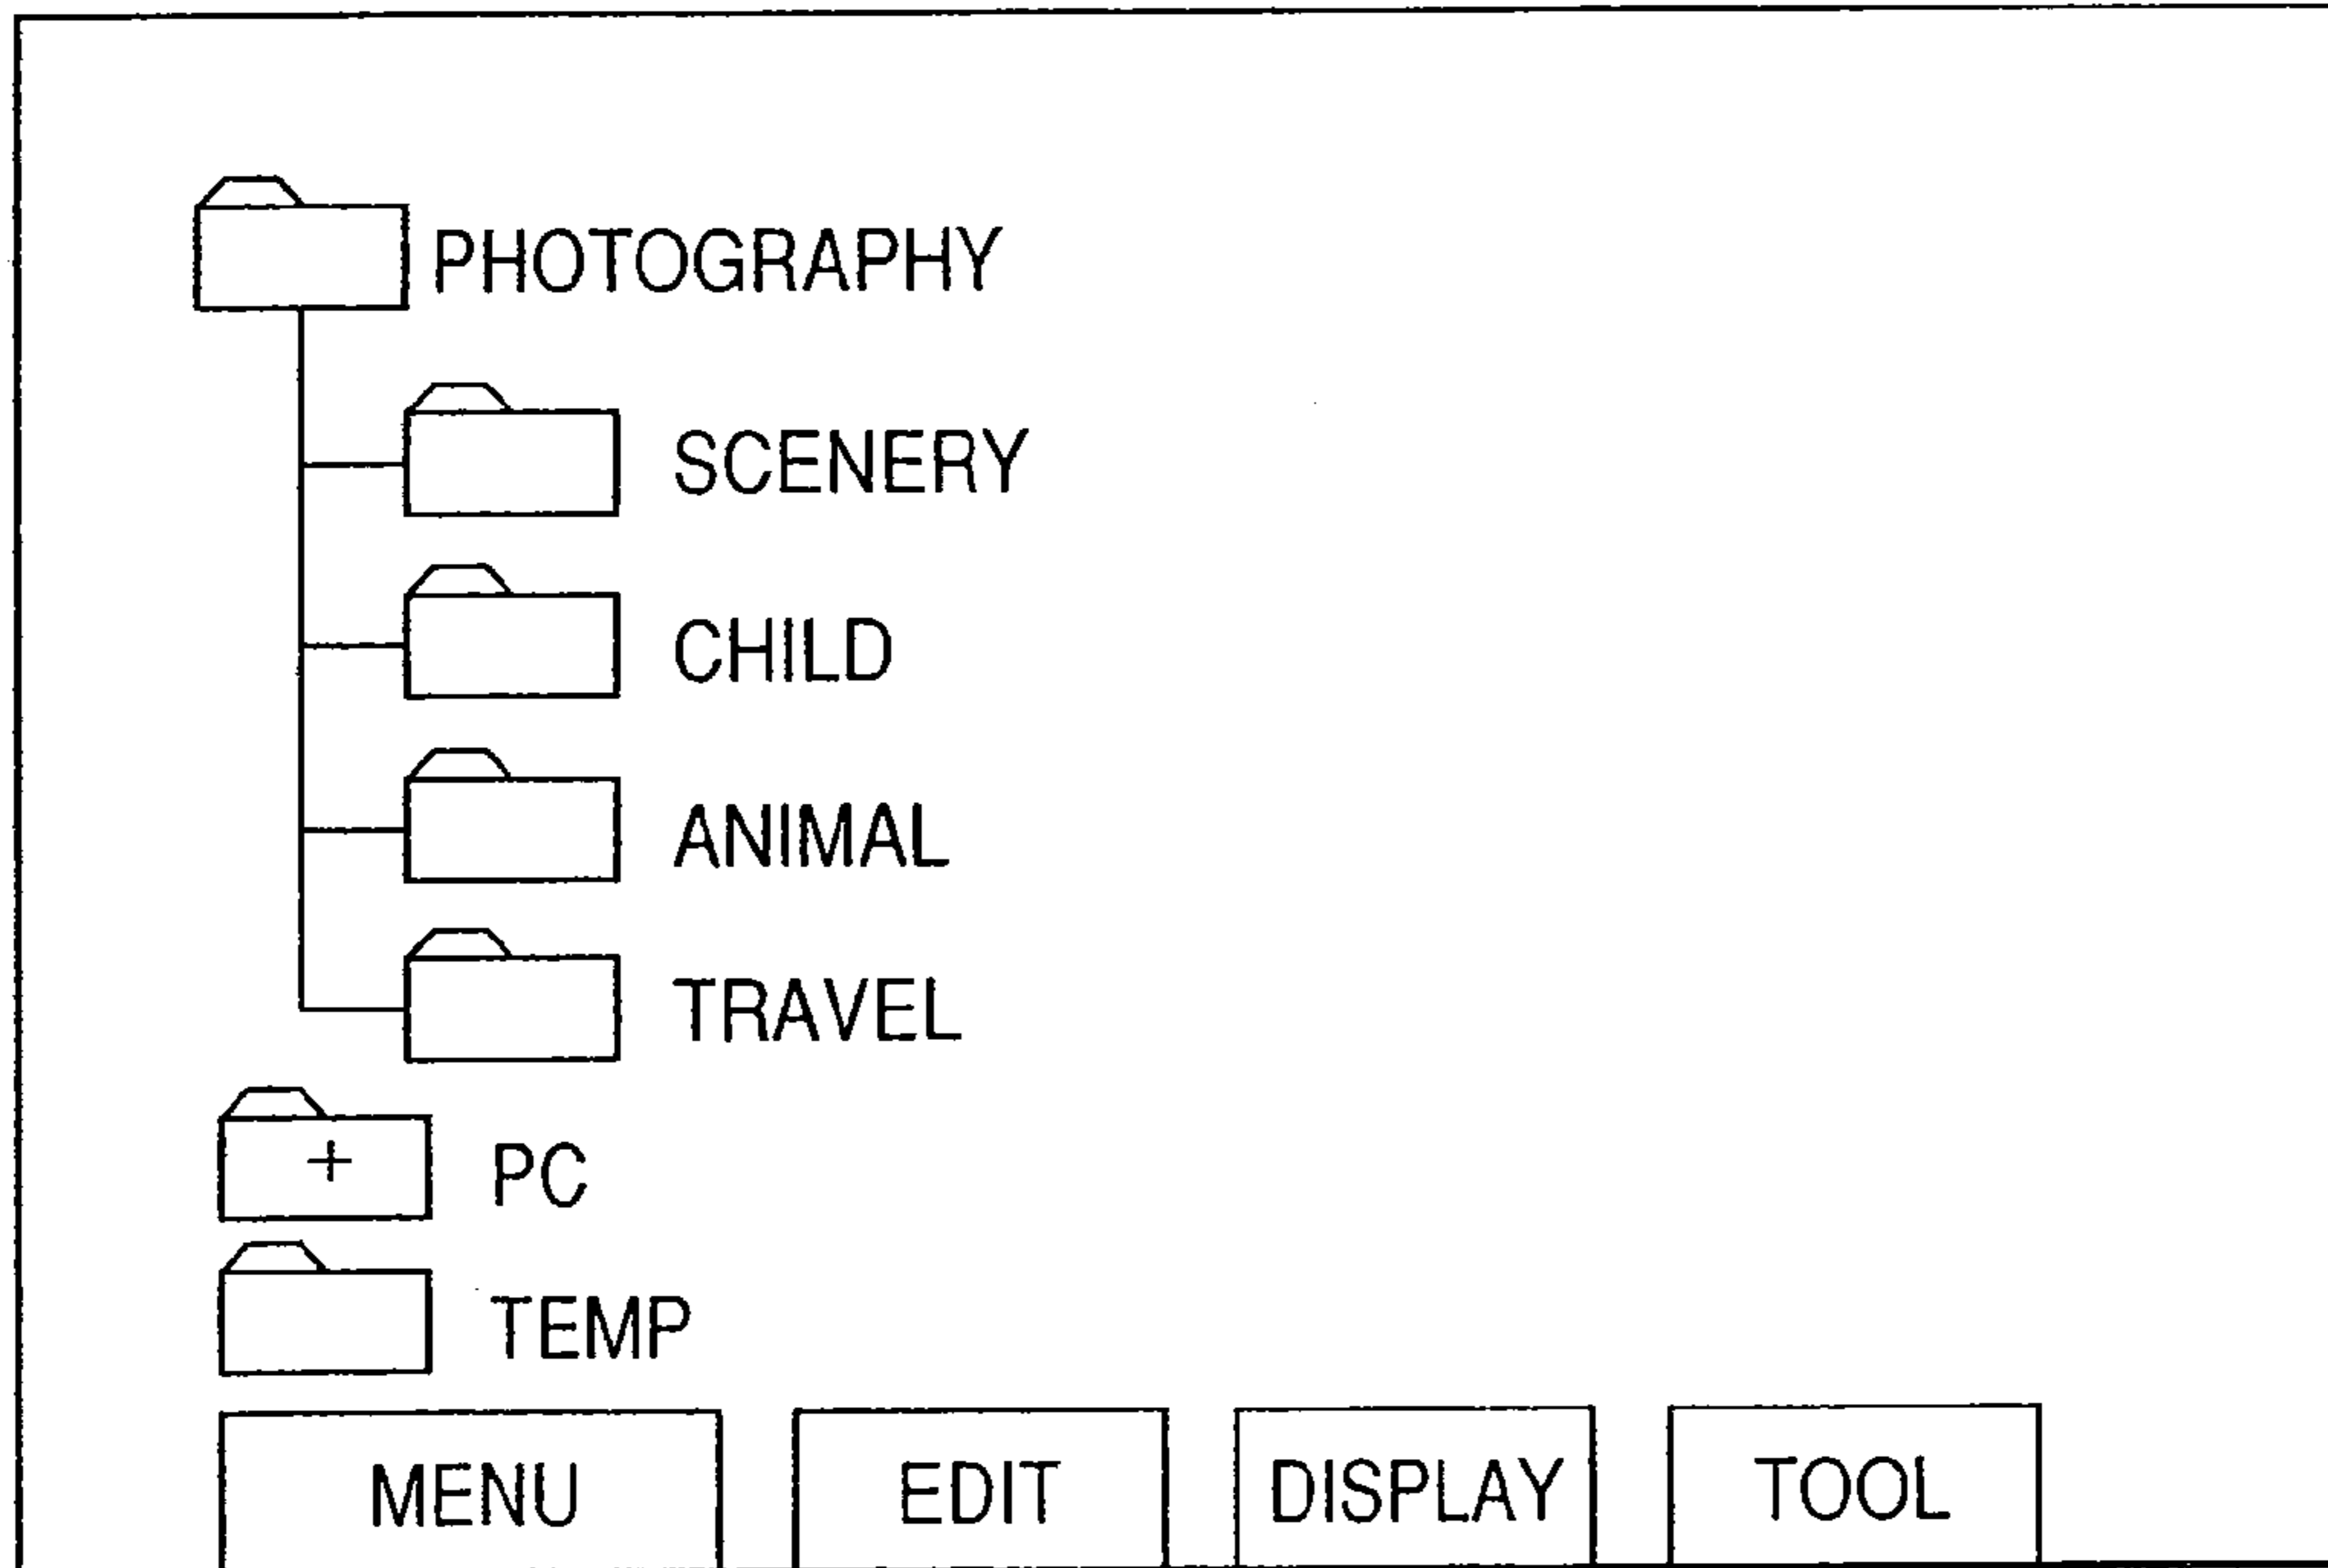 PHOTOGRAPHY
SCENERY
CHILD
ANIMAL
TRAVEL
+ PC
TEMP
MENU EDIT DISPLAY TOOL